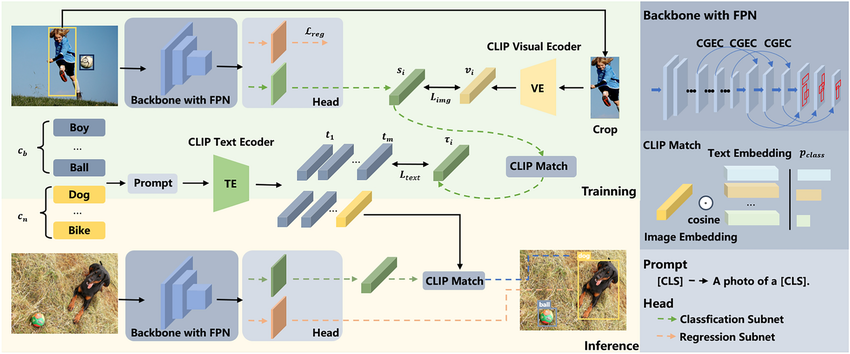 Backbone with FPN
ℒ_reg
Head
CLIP Visual Ecoder
s_i
v_i
L_img
VE
Crop
c_b
Boy
...
Ball
c_n
Dog
...
Bike
Prompt
CLIP Text Ecoder
TE
t_1
...
t_m
L_text
τ_i
CLIP Match
Trainning
...
Backbone with FPN
Head
CLIP Match
dog
ball
Inference
Backbone with FPN
CGEC CGEC CGEC
CLIP Match
Text Embedding p_class
cosine
...
Image Embedding
Prompt
[CLS] A photo of a [CLS].
Head
Classfication Subnet
Regression Subnet